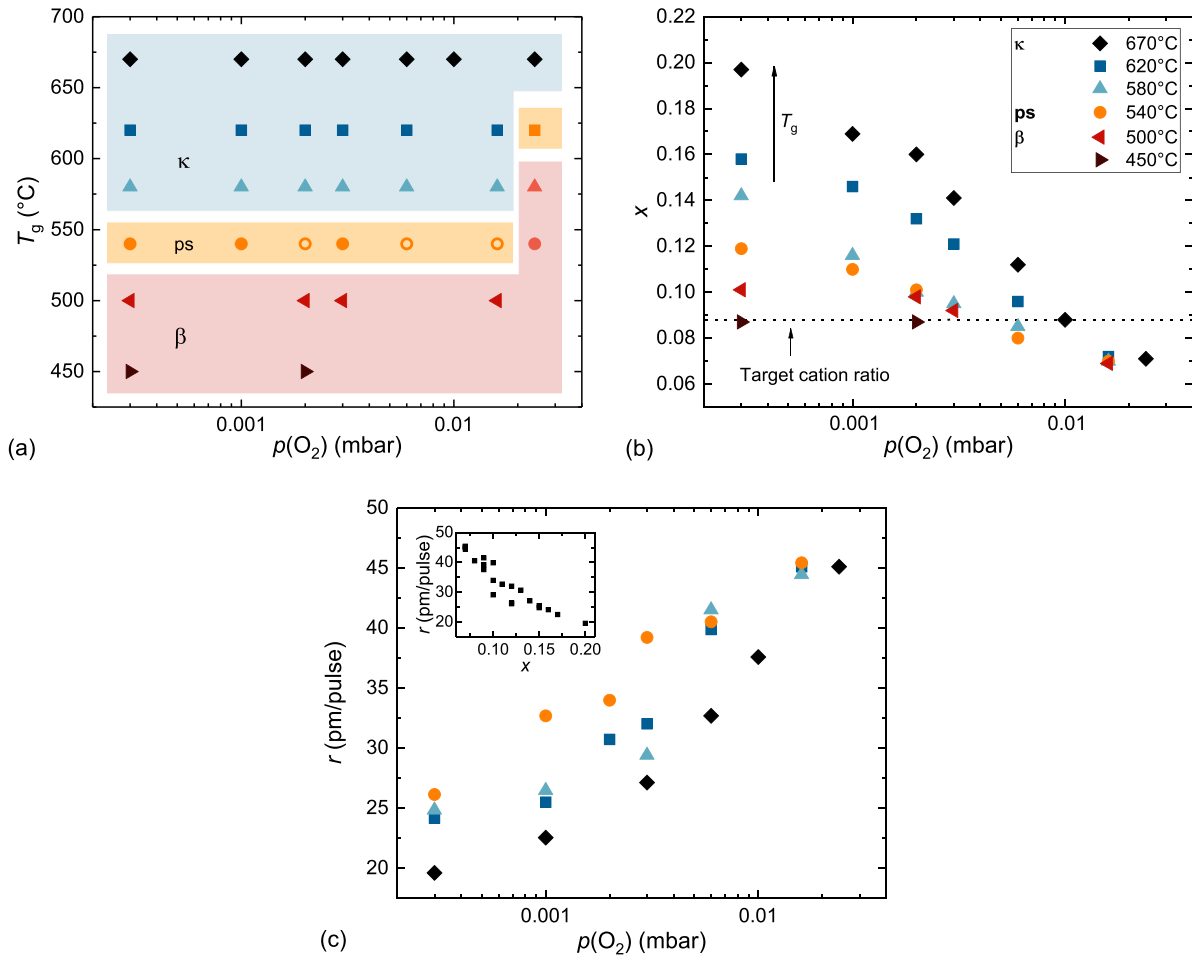 700
650
600
550
500
450
T_g (°C)
κ
ps
β
0.001
0.01
p(O₂) (mbar)
(a)
0.22
0.20
0.18
0.16
0.14
0.12
0.10
0.08
0.06
x
T_g
κ 670°C
620°C
580°C
ps 540°C
β 500°C
450°C
Target cation ratio
0.001
0.01
p(O₂) (mbar)
(b)
50
45
40
35
30
25
20
r (pm/pulse)
50
40
30
20
r (pm/pulse)
0.10
0.15
0.20
x
0.001
0.01
p(O₂) (mbar)
(c)